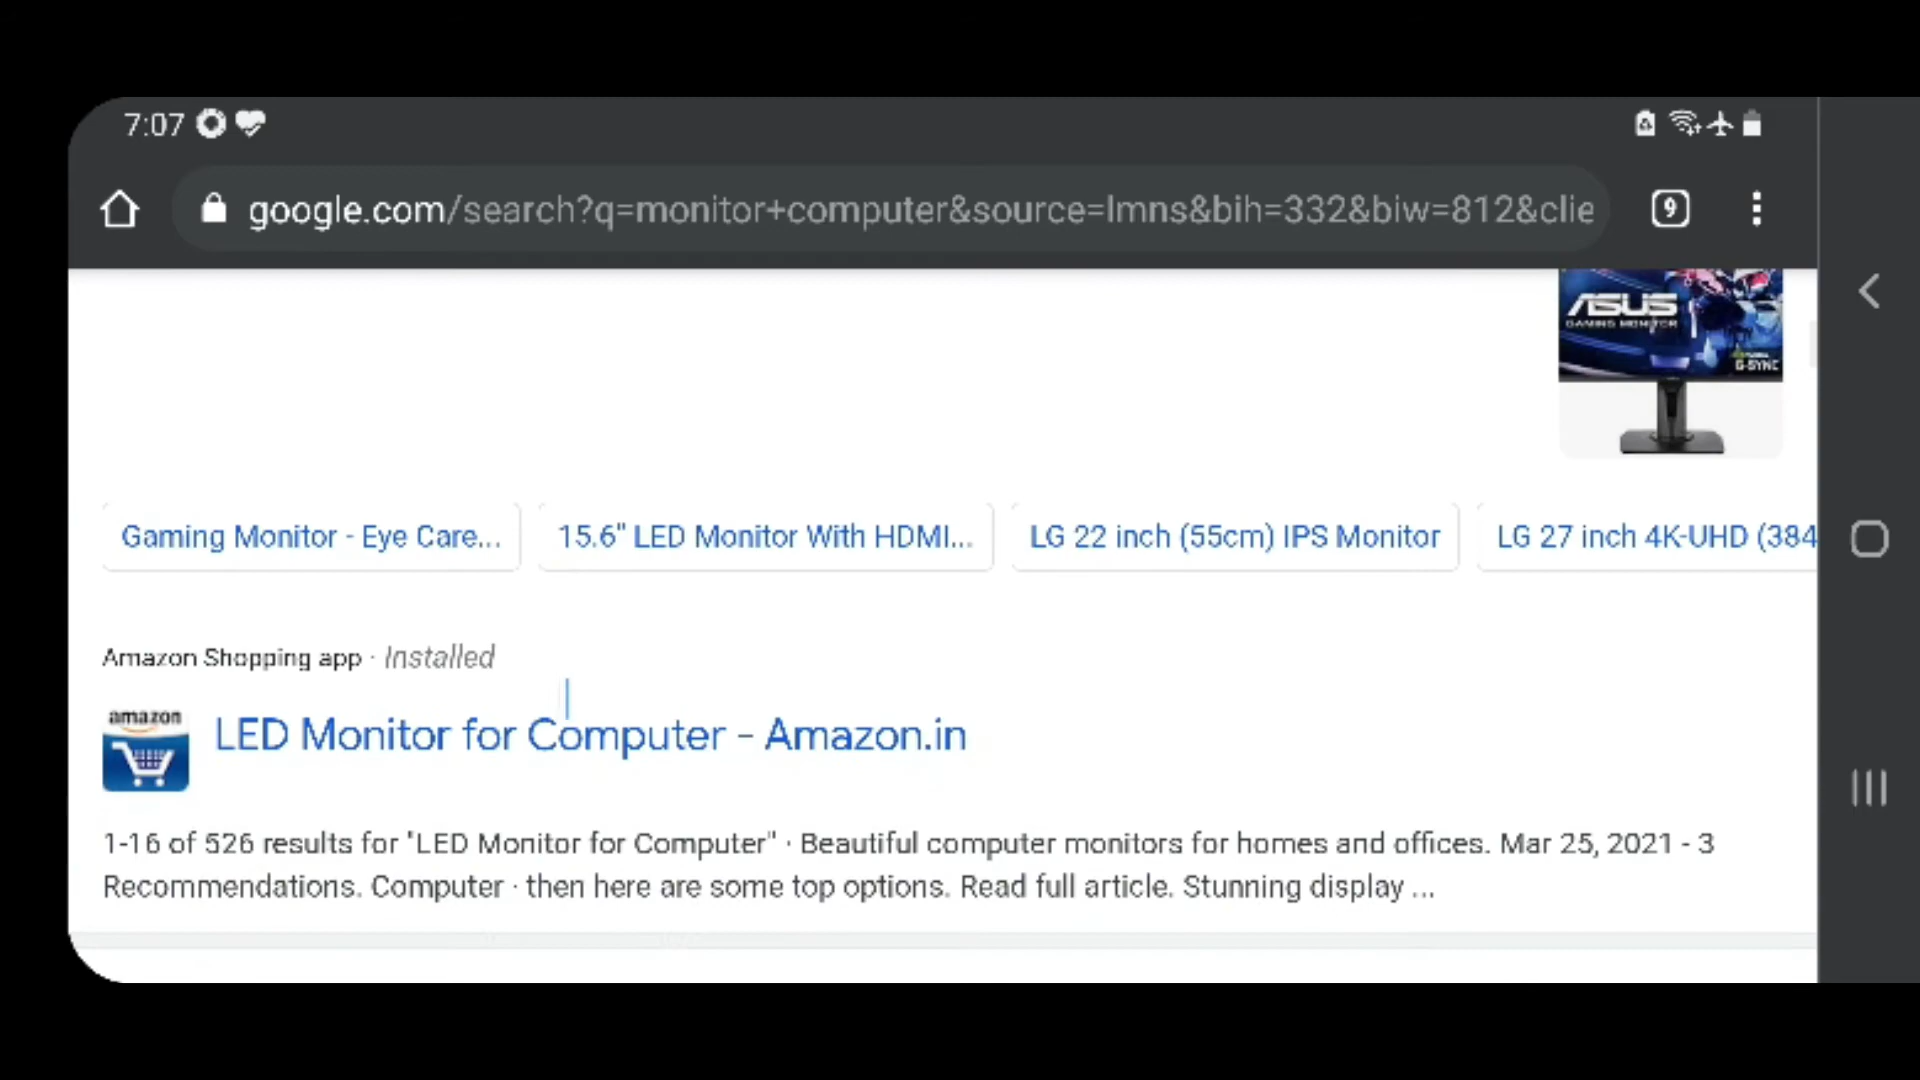 7:07
google.com/search?q=monitor+computer&source=lmns&bih=332&biw=812&clie
9
ASUS
GAMING MONITOR
G-SYNC
Gaming Monitor - Eye Care...
15.6" LED Monitor With HDMI...
LG 22 inch (55cm) IPS Monitor
LG 27 inch 4K-UHD (384
Amazon Shopping app · Installed
amazon
LED Monitor for Computer - Amazon.in
1-16 of 526 results for "LED Monitor for Computer" · Beautiful computer monitors for homes and offices. Mar 25, 2021 - 3
Recommendations. Computer · then here are some top options. Read full article. Stunning display ...